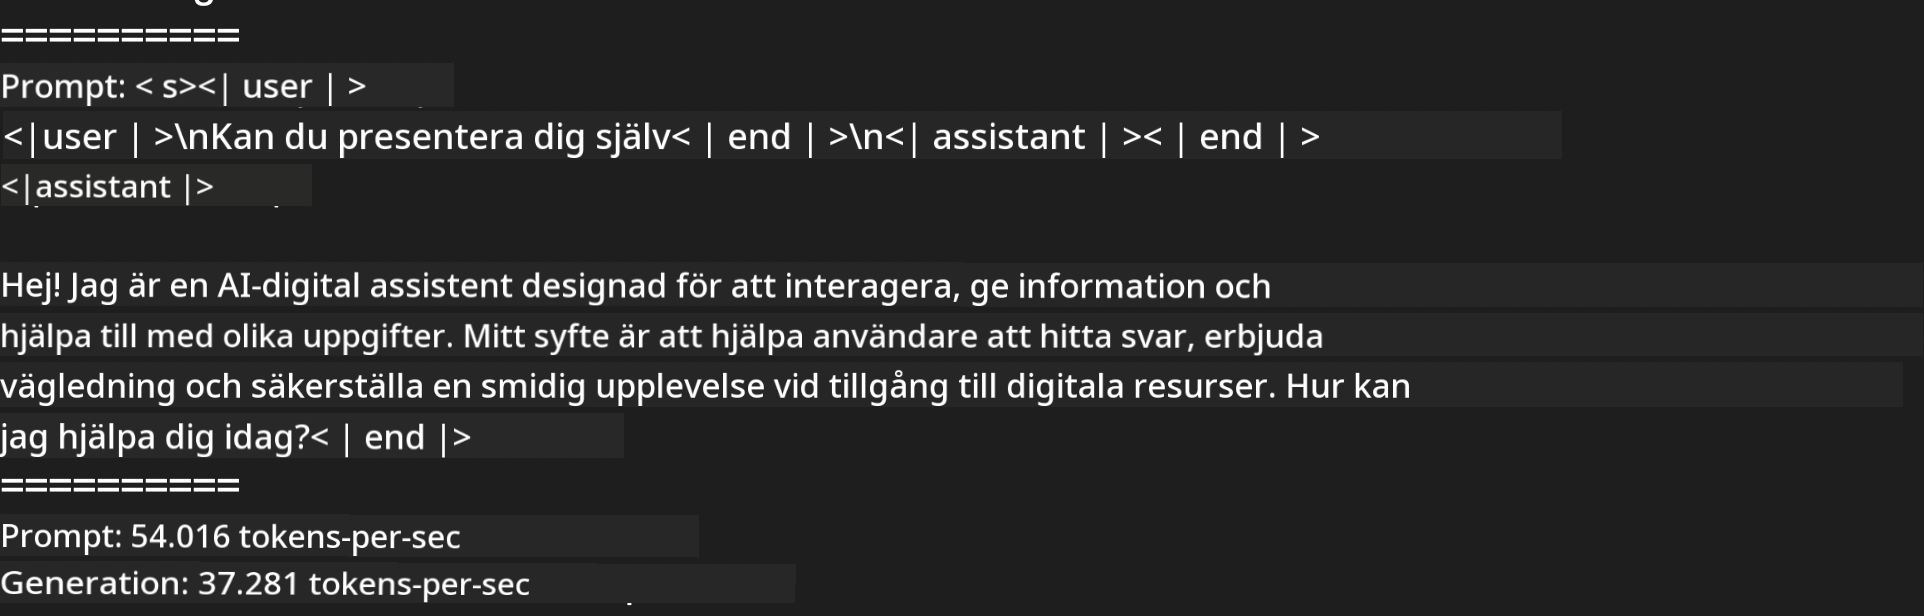 ==========
Prompt: < s><| user | >
<|user | >\nKan du presentera dig själv< | end | >\n<| assistant | >< | end | >
<|assistant |>
Hej! Jag är en AI-digital assistent designad för att interagera, ge information och
hjälpa till med olika uppgifter. Mitt syfte är att hjälpa användare att hitta svar, erbjuda
vägledning och säkerställa en smidig upplevelse vid tillgång till digitala resurser. Hur kan
jag hjälpa dig idag?< | end |>
==========
Prompt: 54.016 tokens-per-sec
Generation: 37.281 tokens-per-sec